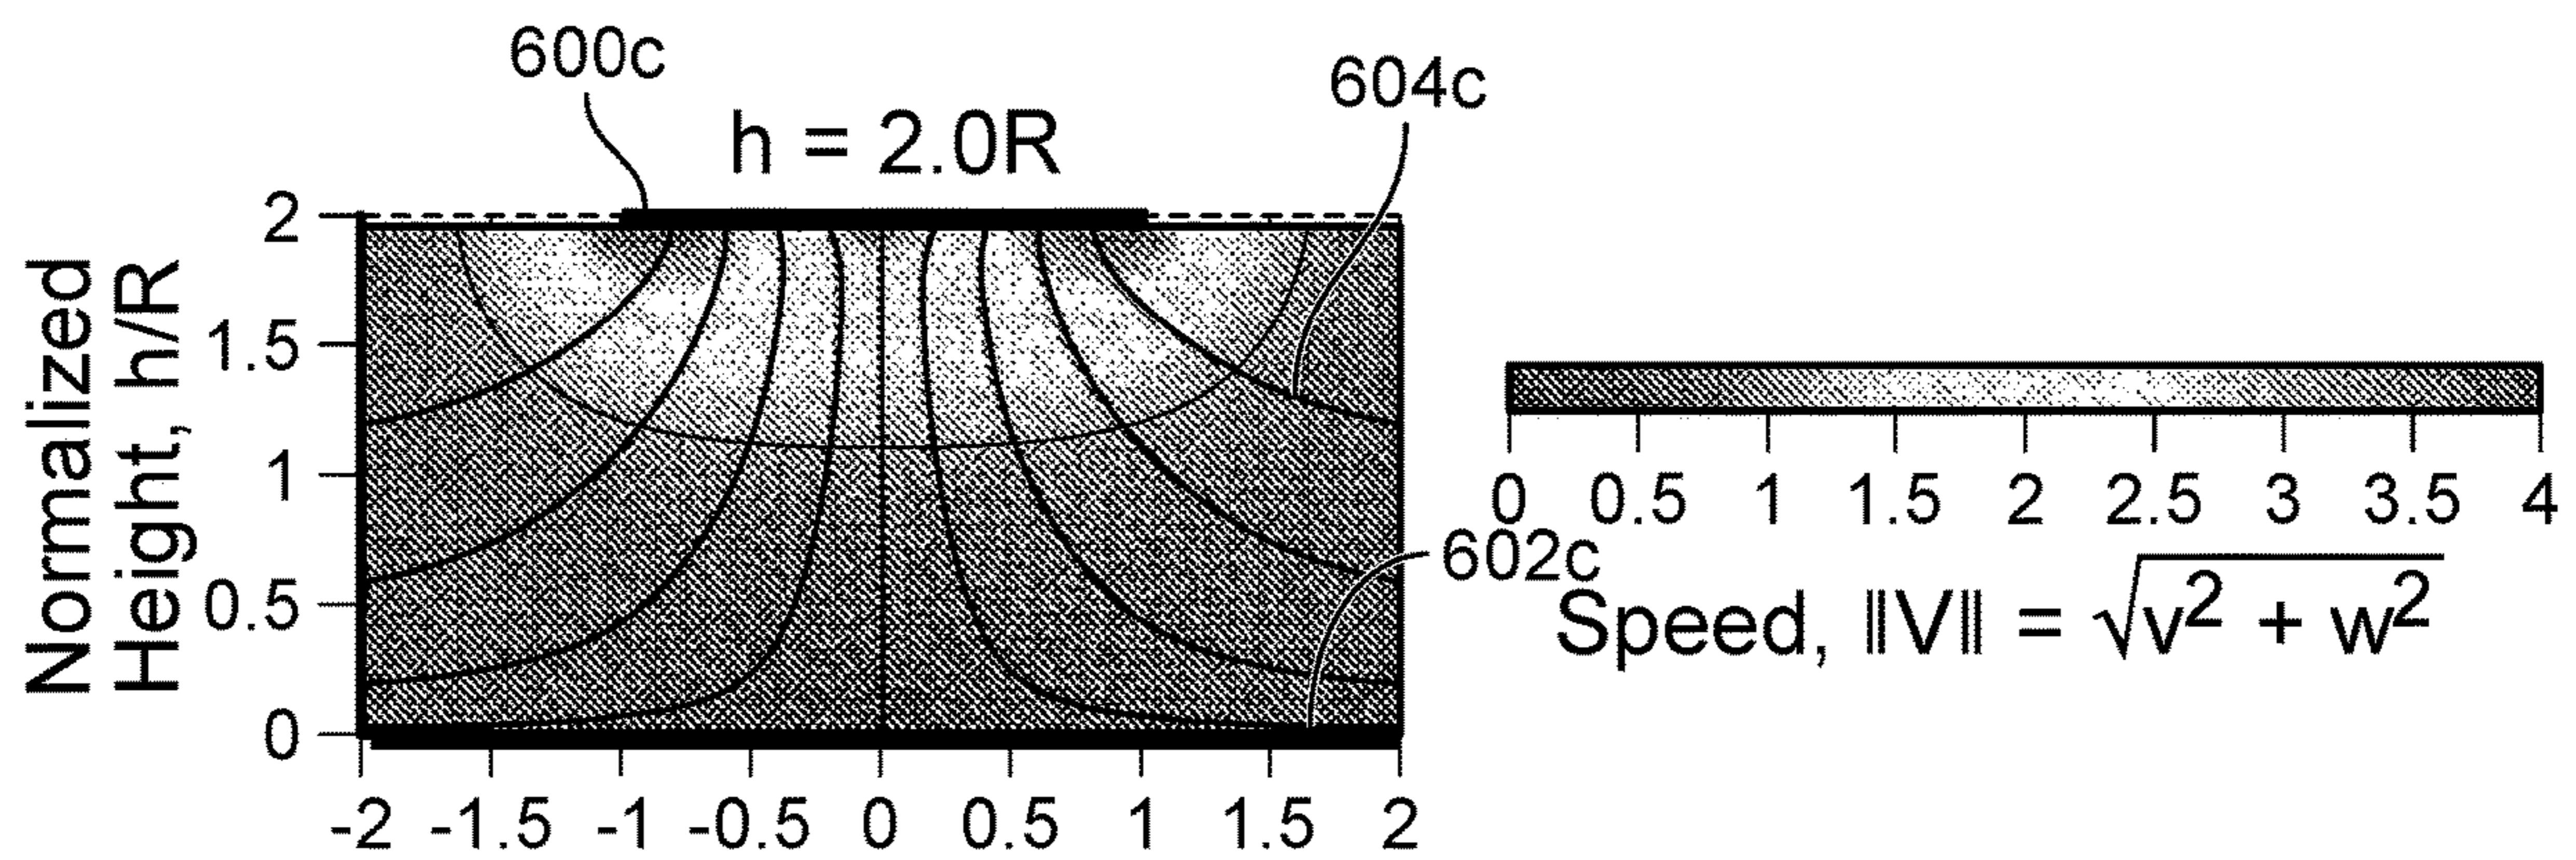 600c
604c
h = 2.0R
Normalized
Height, h/R
2
1.5
1
0.5
0
-2 -1.5 -1 -0.5 0 0.5 1 1.5 2
0 0.5 1 1.5 2 2.5 3 3.5 4
602c
Speed, ‖V‖ = √v² + w²